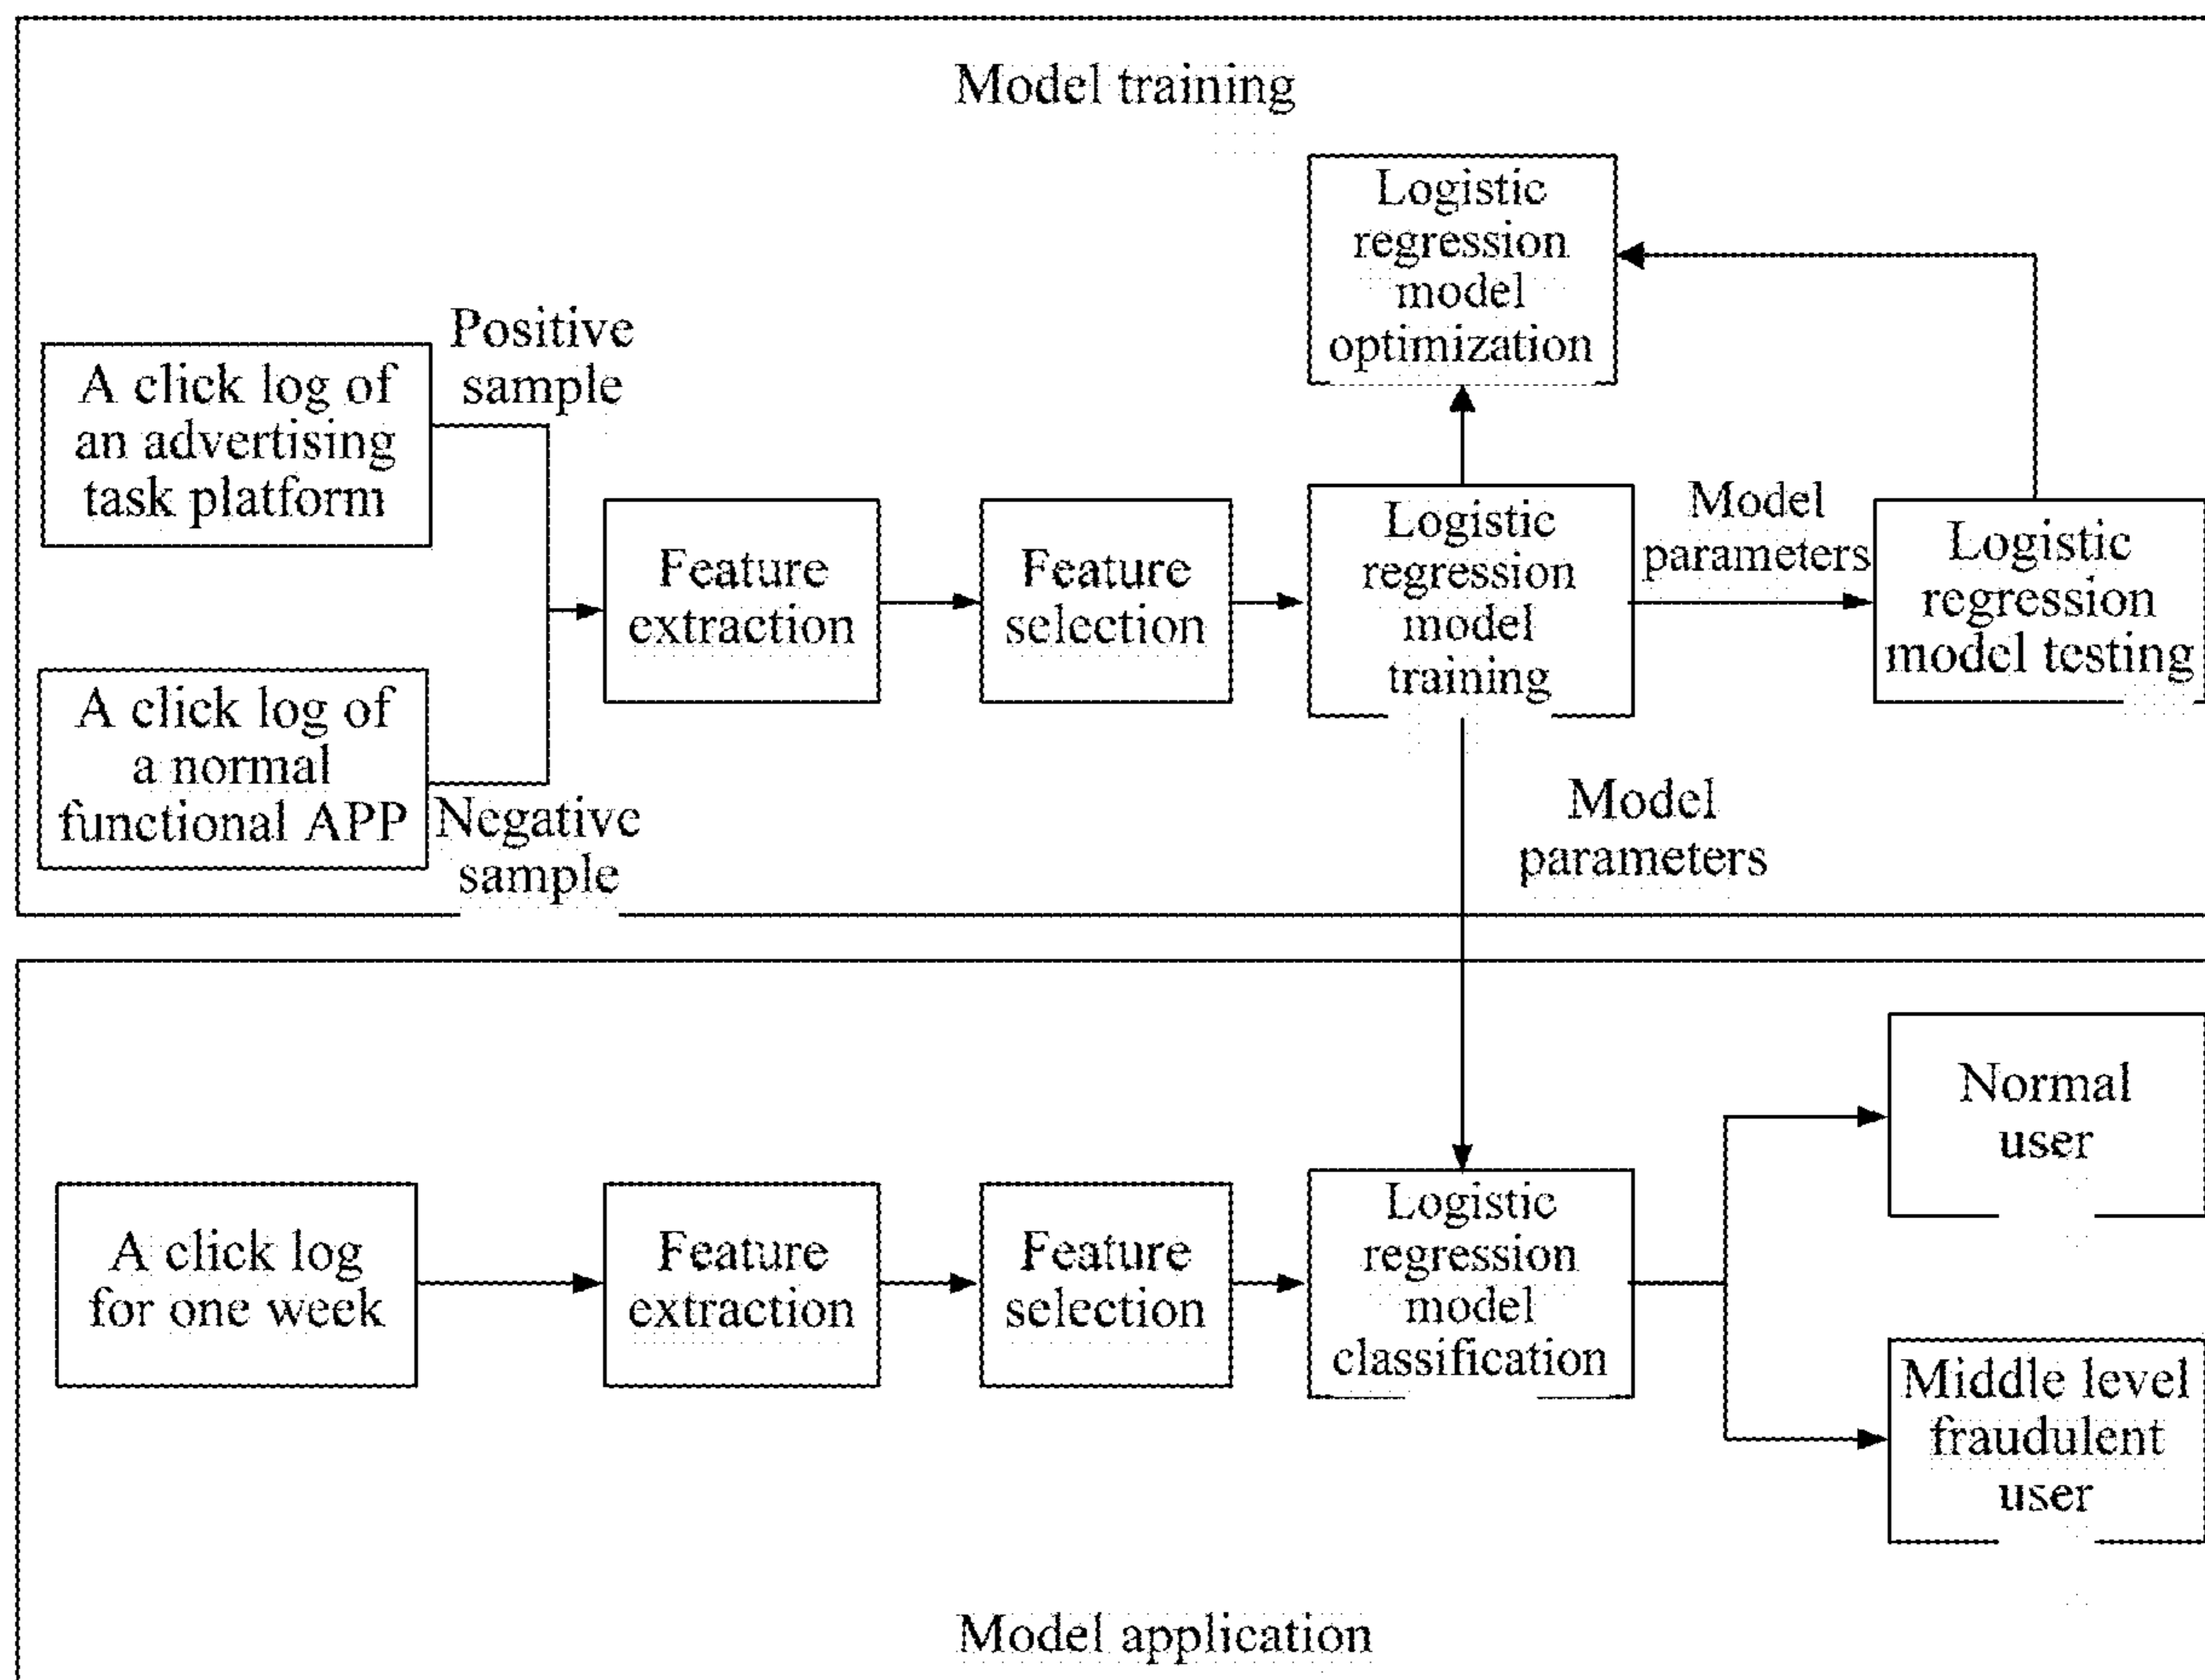 Model training
Logistic
regression
model
optimization
Positive
sample
A click log of
an advertising
task platform
Feature
extraction
Feature
selection
Logistic
regression
model
training
Model
parameters
Logistic
regression
model testing
A click log of
a normal
functional APP
Negative
sample
Model
parameters
Normal
user
A click log
for one week
Feature
extraction
Feature
selection
Logistic
regression
model
classification
Middle level
fraudulent
user
Model application